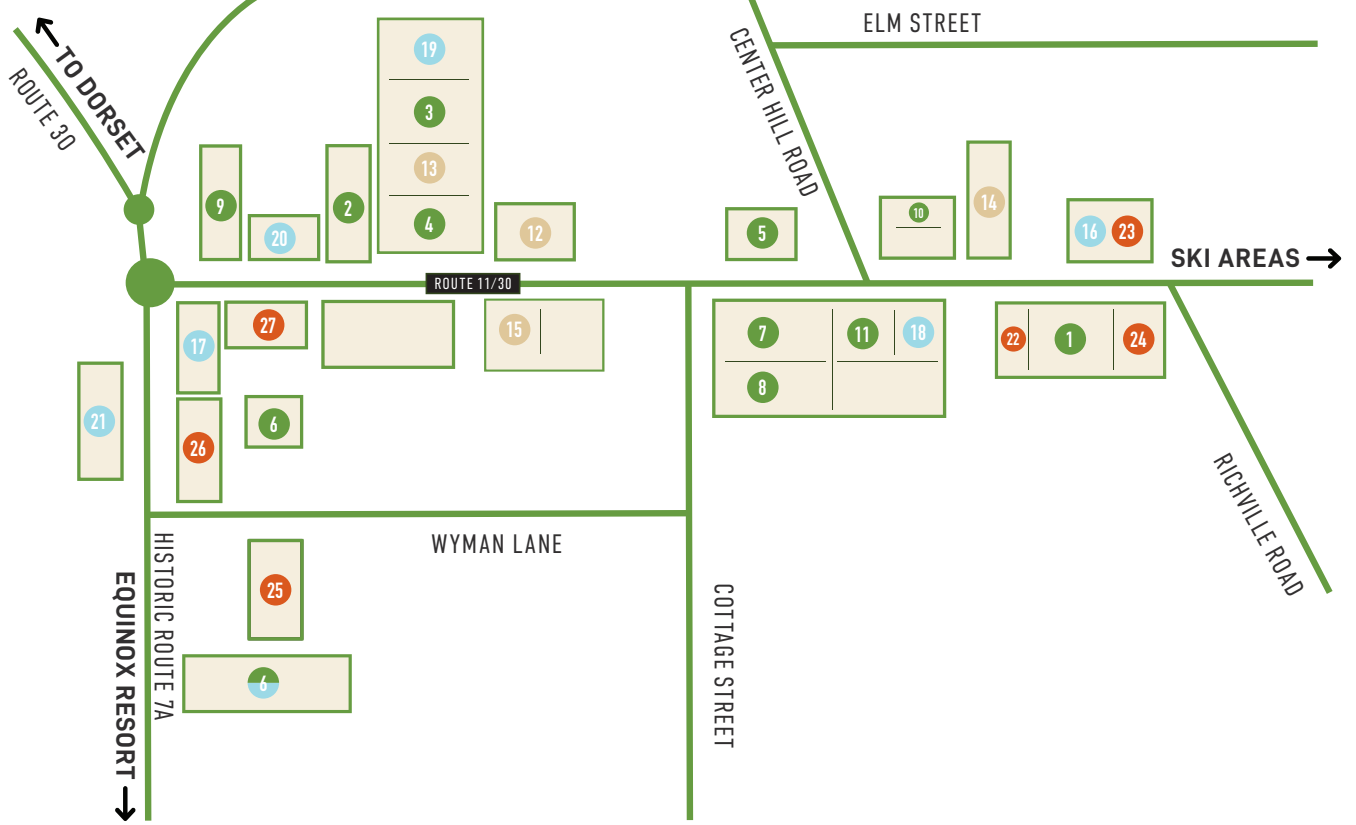 ELM STREET
19
CENTER HILL ROAD
TO DORSET
ROUTE 30
3
13
14
9
2
4
20
12
5
10
16
23
SKI AREAS
ROUTE 11/30
17
27
15
7
11
18
22
1
24
8
21
26
6
RICHVILLE ROAD
WYMAN LANE
HISTORIC ROUTE 7A
EQUINOX RESORT
25
COTTAGE STREET
6